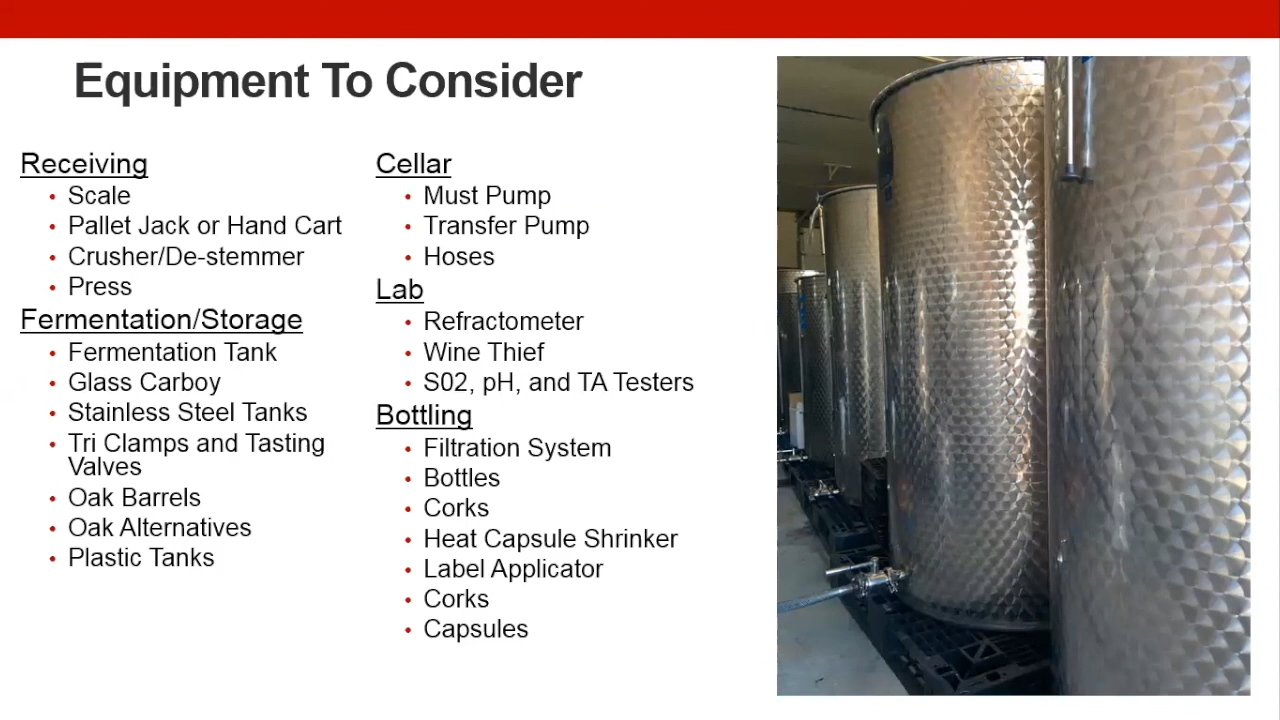 Equipment To Consider
Receiving
• Scale
• Pallet Jack or Hand Cart
• Crusher/De-stemmer
• Press
Fermentation/Storage
• Fermentation Tank
• Glass Carboy
• Stainless Steel Tanks
• Tri Clamps and Tasting
Valves
• Oak Barrels
• Oak Alternatives
• Plastic Tanks
Cellar
• Must Pump
• Transfer Pump
• Hoses
Lab
• Refractometer
• Wine Thief
• S02, pH, and TA Testers
Bottling
• Filtration System
• Bottles
• Corks
• Heat Capsule Shrinker
• Label Applicator
• Corks
• Capsules